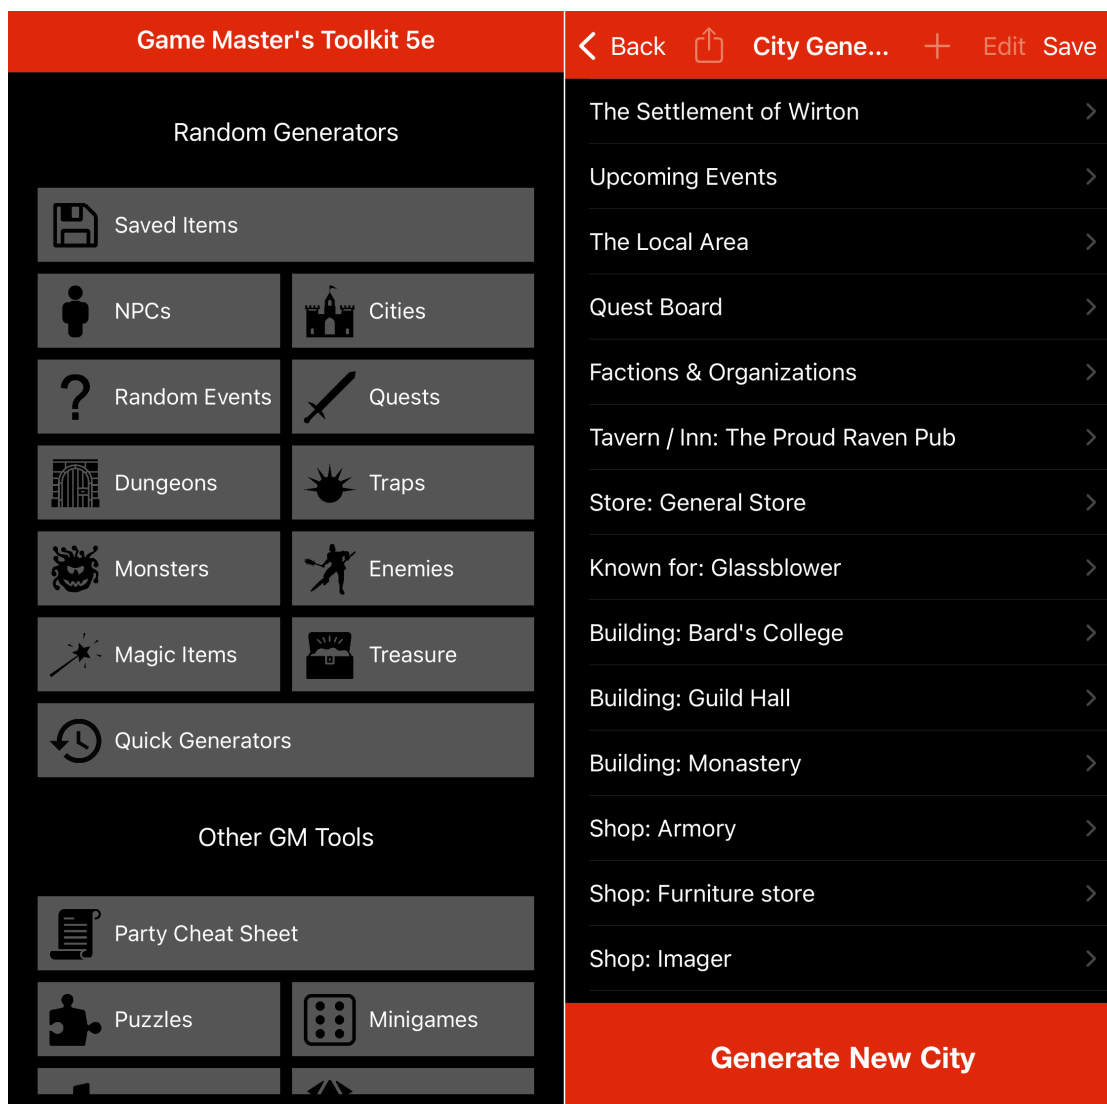 Game Master's Toolkit 5e
Random Generators
Saved Items
NPCs
Cities
Random Events
Quests
Dungeons
Traps
Monsters
Enemies
Magic Items
Treasure
Quick Generators
Other GM Tools
Party Cheat Sheet
Puzzles
Minigames
Back City Gene... Edit Save
The Settlement of Wirton
Upcoming Events
The Local Area
Quest Board
Factions & Organizations
Tavern / Inn: The Proud Raven Pub
Store: General Store
Known for: Glassblower
Building: Bard's College
Building: Guild Hall
Building: Monastery
Shop: Armory
Shop: Furniture store
Shop: Imager
Generate New City